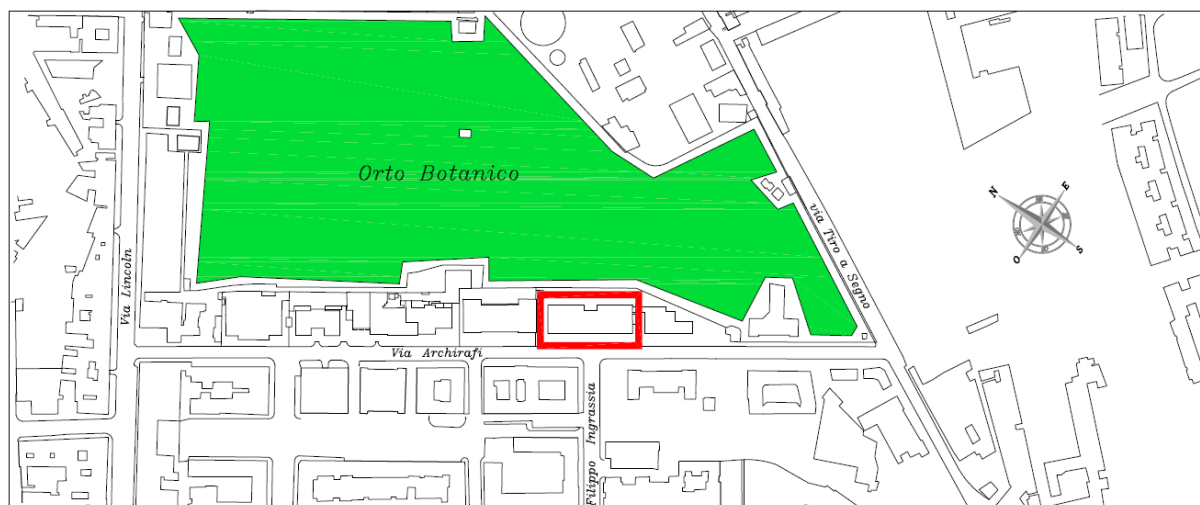 Orto Botanico
N
E
S
O
via Tiro a Segno
Via Lincoln
Via Archirafi
Filippo Ingrassia